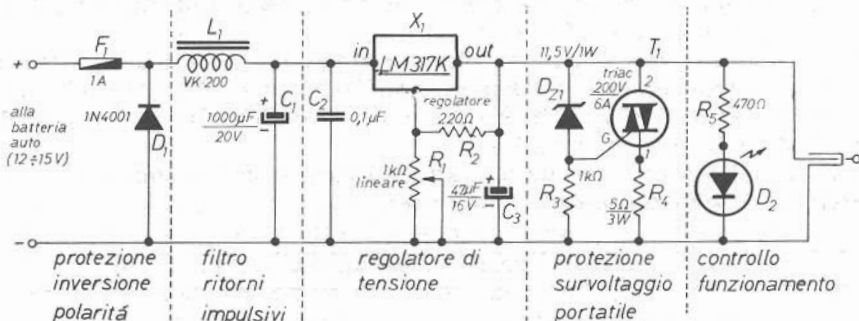 +
F1
1A
alla
batteria
auto
(12÷15V)
-
1N4001
D1
L1
VK 200
1000µF
20V
+
-
C1
C2
0,1µF
X1
in
LM317K
out
regolatore
220Ω
R2
1kΩ
lineare
R1
47µF
16V
+
-
C3
11,5V/1W
DZ1
T1
triac
200V
6A
2
G
1
R3
1kΩ
R4
5Ω
3W
R5
470Ω
D2
protezione
inversione
polaritá
filtro
ritorni
impulsivi
regolatore di
tensione
protezione
survoltaggio
portatile
controllo
funzionamento